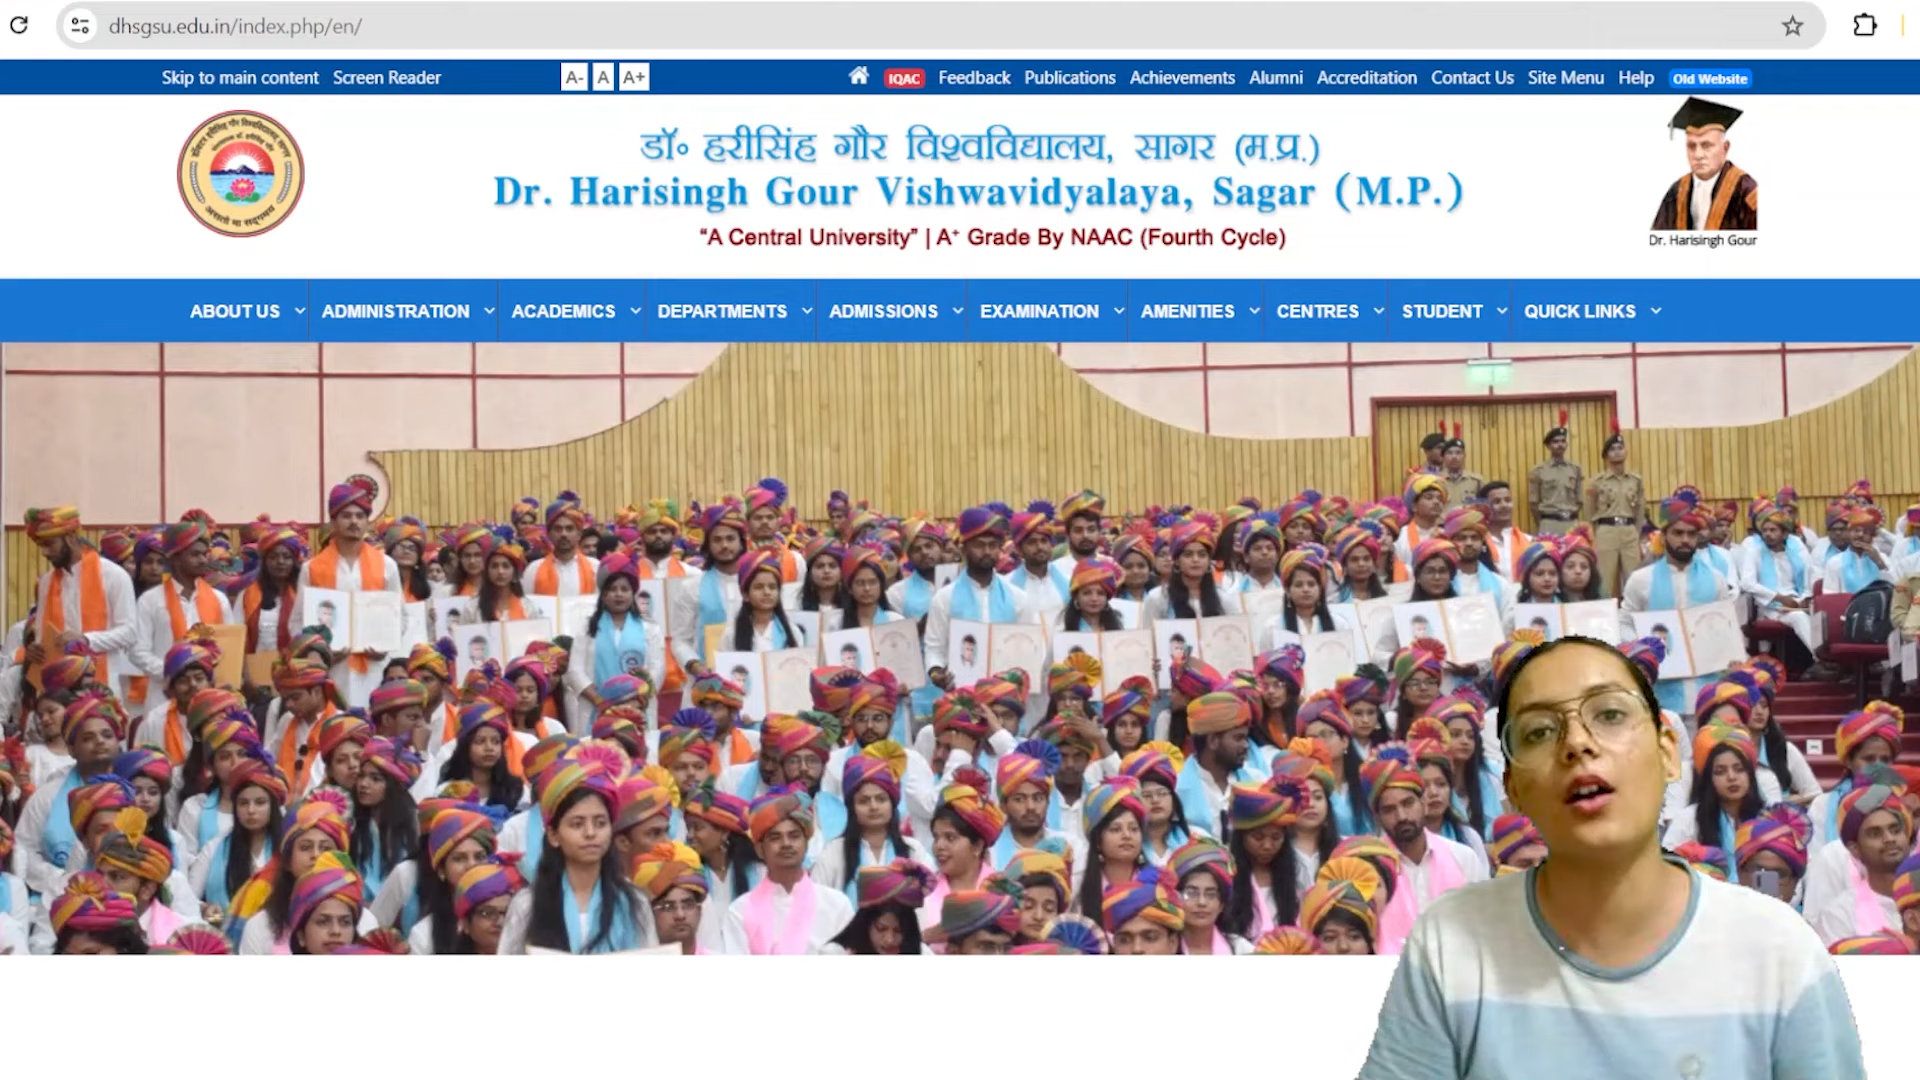 dhsgsu.edu.in/index.php/en/
Skip to main content Screen Reader A- A A+ IQAC Feedback Publications Achievements Alumni Accreditation Contact Us Site Menu Help Old Website
डॉ॰ हरीसिंह गौर विश्वविद्यालय, सागर (म.प्र.)
Dr. Harisingh Gour Vishwavidyalaya, Sagar (M.P.)
“A Central University” | A+ Grade By NAAC (Fourth Cycle)
Dr. Harisingh Gour
ABOUT US ADMINISTRATION ACADEMICS DEPARTMENTS ADMISSIONS EXAMINATION AMENITIES CENTRES STUDENT QUICK LINKS